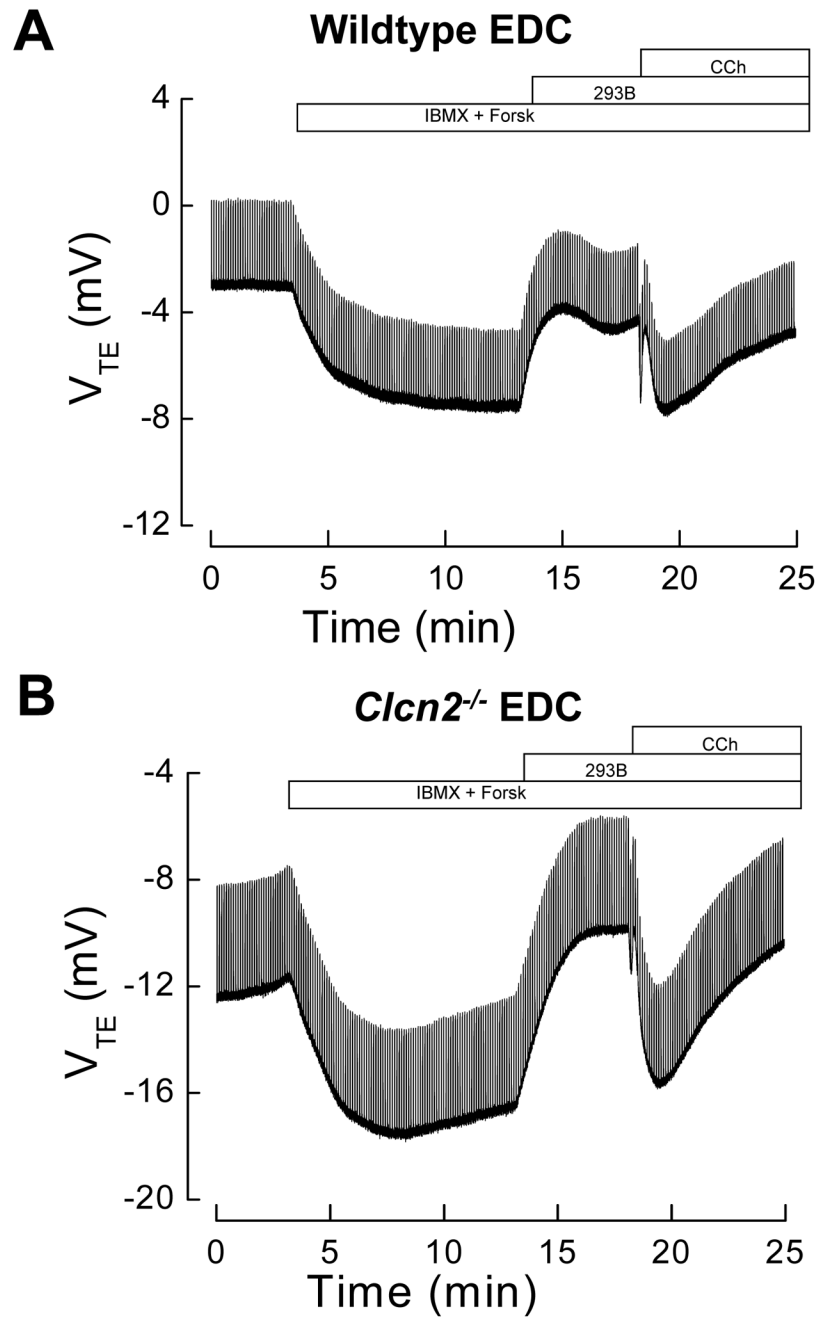 A
Wildtype EDC
CCh
293B
IBMX + Forsk
4
0
-4
-8
-12
V_TE (mV)
0 5 10 15 20 25
Time (min)
B
Clcn2-/- EDC
CCh
293B
IBMX + Forsk
-4
-8
-12
-16
-20
V_TE (mV)
0 5 10 15 20 25
Time (min)